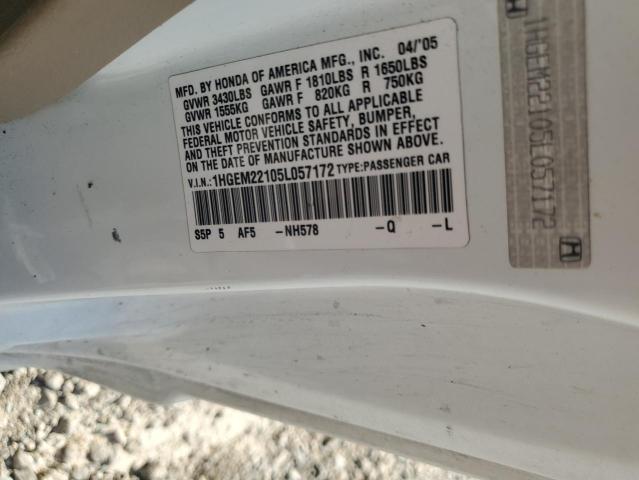 MFD. BY HONDA OF AMERICA MFG., INC. 04/'05
GVWR 3430LBS GAWR F 1810LBS R 1650LBS
GVWR 1555KG GAWR F 820KG R 750KG
THIS VEHICLE CONFORMS TO ALL APPLICABLE
FEDERAL MOTOR VEHICLE SAFETY, BUMPER,
AND THEFT PREVENTION STANDARDS IN EFFECT
ON THE DATE OF MANUFACTURE SHOWN ABOVE.
V.I.N.: 1HGEM22105L057172 TYPE: PASSENGER CAR
S5P 5 AF5 -NH578 -Q -L
1HGEM22105L057172